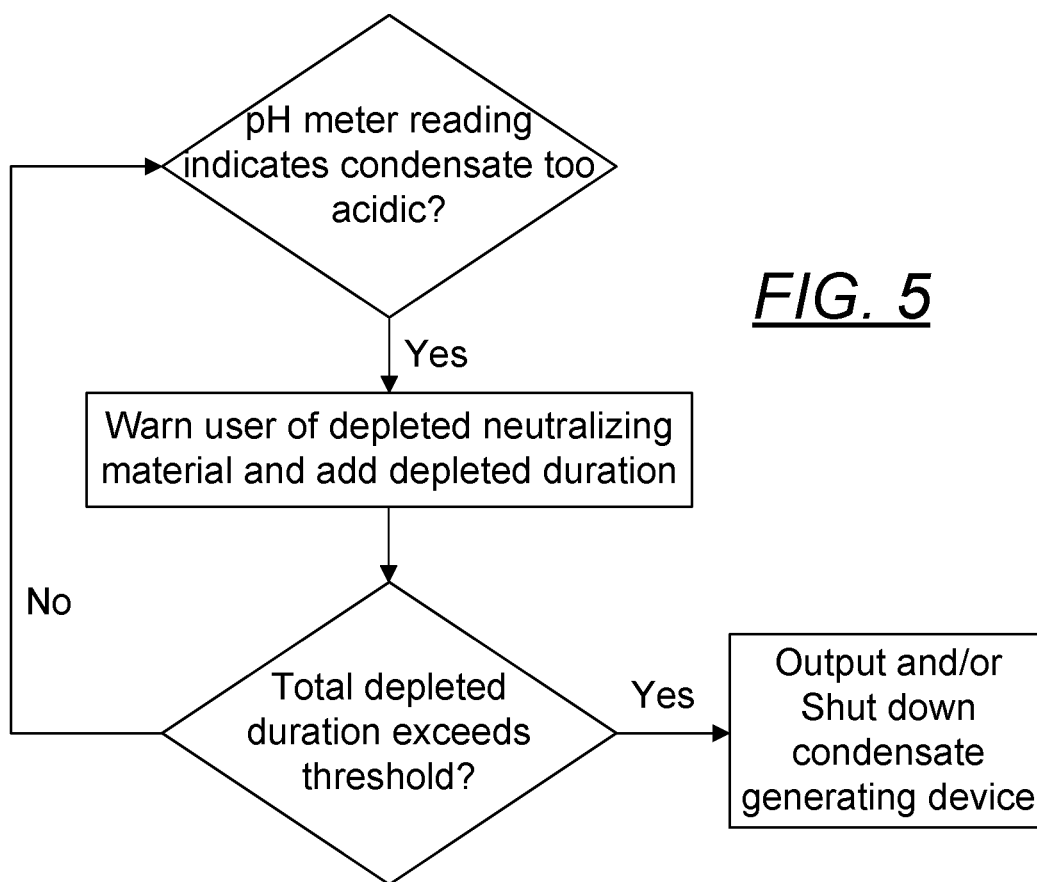 pH meter reading
indicates condensate too
acidic?
FIG. 5
Yes
Warn user of depleted neutralizing
material and add depleted duration
No
Total depleted
duration exceeds
threshold?
Yes
Output and/or
Shut down
condensate
generating device